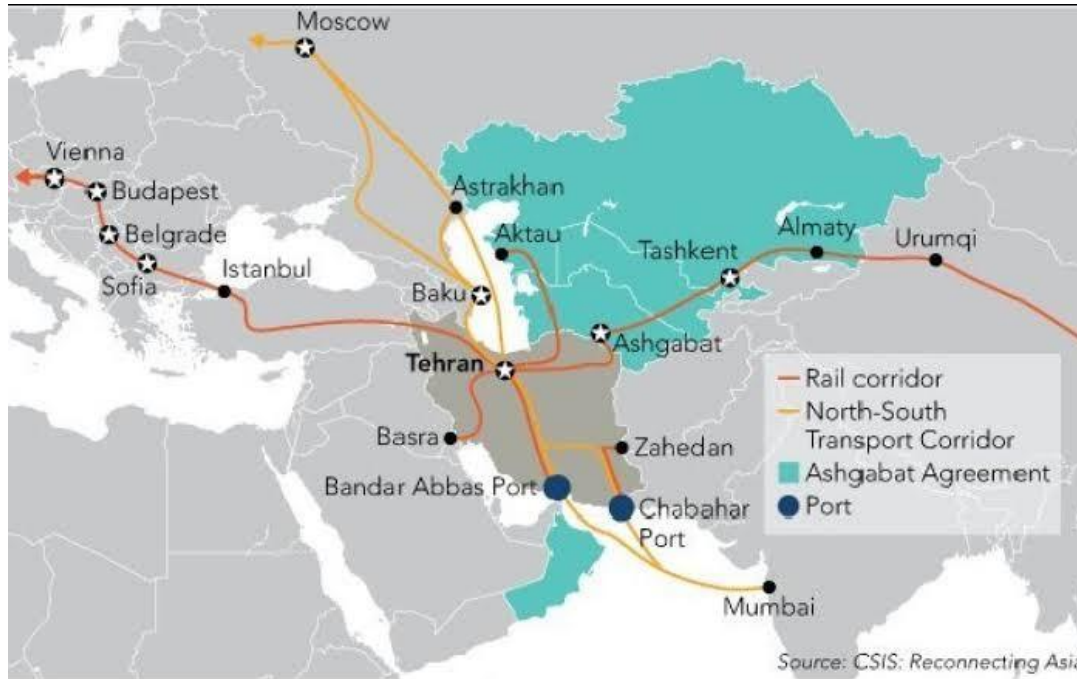 Moscow
Vienna
Budapest
Belgrade
Sofia
Istanbul
Astrakhan
Aktau
Baku
Tashkent
Almaty
Urumqi
Ashgabat
Tehran
Basra
Zahedan
Bandar Abbas Port
Chabahar
Port
Mumbai
Rail corridor
North-South
Transport Corridor
Ashgabat Agreement
Port
Source: CSIS: Reconnecting Asia